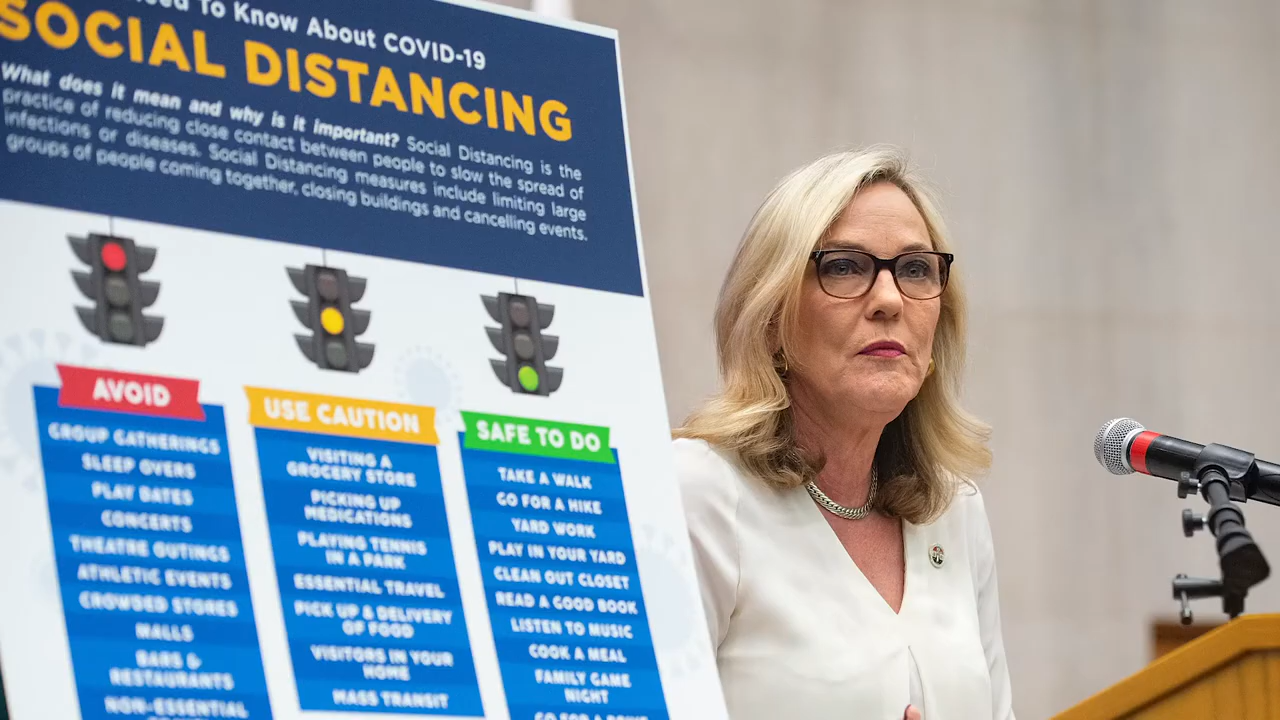 Need To Know About COVID-19
SOCIAL DISTANCING
What does it mean and why is it important? Social Distancing is the
practice of reducing close contact between people to slow the spread of
infections or diseases. Social Distancing measures include limiting large
groups of people coming together, closing buildings and cancelling events.
AVOID
GROUP GATHERINGS
SLEEP OVERS
PLAY DATES
CONCERTS
THEATRE OUTINGS
ATHLETIC EVENTS
CROWDED STORES
MALLS
BARS &
RESTAURANTS
NON-ESSENTIAL
USE CAUTION
VISITING A
GROCERY STORE
PICKING UP
MEDICATIONS
PLAYING TENNIS
IN A PARK
ESSENTIAL TRAVEL
PICK UP & DELIVERY
OF FOOD
VISITORS IN YOUR
HOME
MASS TRANSIT
SAFE TO DO
TAKE A WALK
GO FOR A HIKE
YARD WORK
PLAY IN YOUR YARD
CLEAN OUT CLOSET
READ A GOOD BOOK
LISTEN TO MUSIC
COOK A MEAL
FAMILY GAME
NIGHT
GO FOR A DRIVE